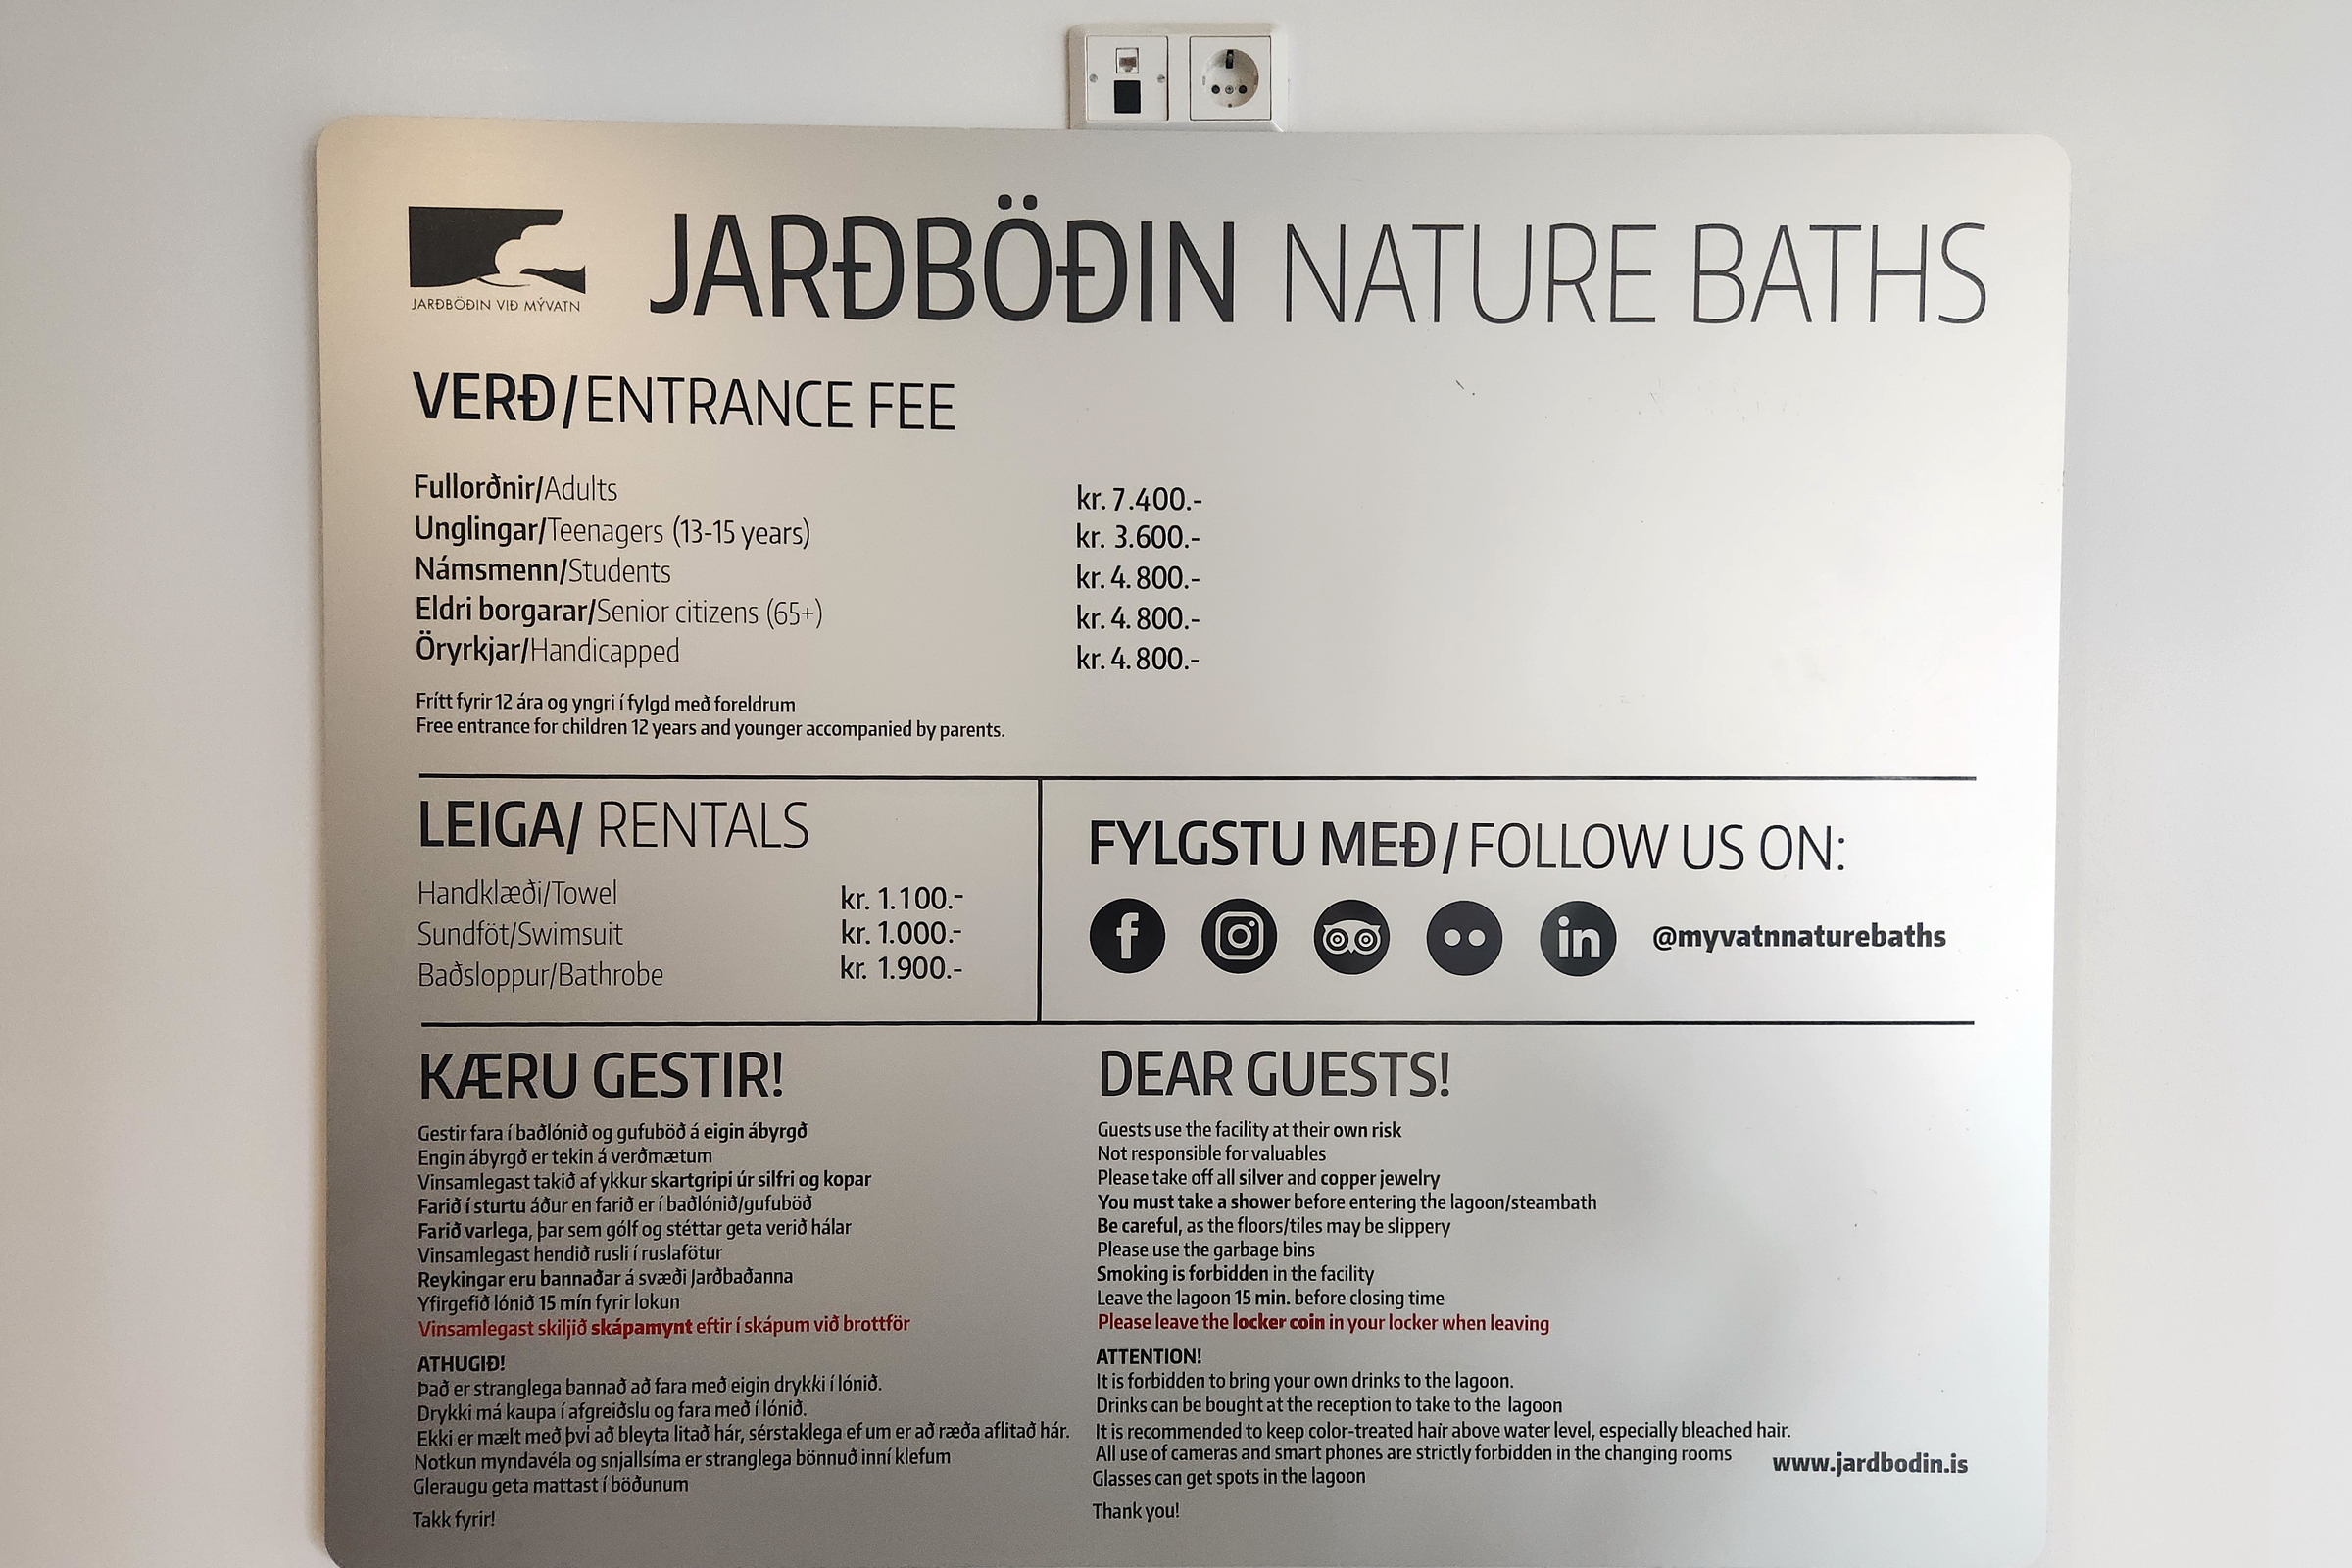 JARÐBÖÐIN VIÐ MÝVATN
JARÐBÖÐIN NATURE BATHS
VERÐ/ENTRANCE FEE
Fullorðnir/Adults kr. 7.400.-
Unglingar/Teenagers (13-15 years) kr. 3.600.-
Námsmenn/Students kr. 4.800.-
Eldri borgarar/Senior citizens (65+) kr. 4.800.-
Öryrkjar/Handicapped kr. 4.800.-
Frítt fyrir 12 ára og yngri í fylgd með foreldrum
Free entrance for children 12 years and younger accompanied by parents.
LEIGA/ RENTALS
Handklæði/Towel kr. 1.100.-
Sundföt/Swimsuit kr. 1.000.-
Baðsloppur/Bathrobe kr. 1.900.-
FYLGSTU MEÐ/FOLLOW US ON:
@myvatnnaturebaths
KÆRU GESTIR!
Gestir fara í baðlónið og gufuböð á eigin ábyrgð
Engin ábyrgð er tekin á verðmætum
Vinsamlegast takið af ykkur skartgripi úr silfri og kopar
Farið í sturtu áður en farið er í baðlónið/gufuböð
Farið varlega, þar sem gólf og stéttar geta verið hálar
Vinsamlegast hendið rusli í ruslafötur
Reykingar eru bannaðar á svæði Jarðbaðanna
Yfirgefið lónið 15 mín fyrir lokun
Vinsamlegast skiljið skápamynt eftir í skápum við brottför
ATHUGIÐ!
Það er stranglega bannað að fara með eigin drykki í lónið.
Drykki má kaupa í afgreiðslu og fara með í lónið.
Ekki er mælt með því að bleyta litað hár, sérstaklega ef um er að ræða aflitað hár.
Notkun myndavéla og snjallsíma er stranglega bönnuð inní klefum
Gleraugu geta mattast í böðunum
Takk fyrir!
DEAR GUESTS!
Guests use the facility at their own risk
Not responsible for valuables
Please take off all silver and copper jewelry
You must take a shower before entering the lagoon/steambath
Be careful, as the floors/tiles may be slippery
Please use the garbage bins
Smoking is forbidden in the facility
Leave the lagoon 15 min. before closing time
Please leave the locker coin in your locker when leaving
ATTENTION!
It is forbidden to bring your own drinks to the lagoon.
Drinks can be bought at the reception to take to the lagoon
It is recommended to keep color-treated hair above water level, especially bleached hair.
All use of cameras and smart phones are strictly forbidden in the changing rooms
Glasses can get spots in the lagoon
Thank you!
www.jardbodin.is